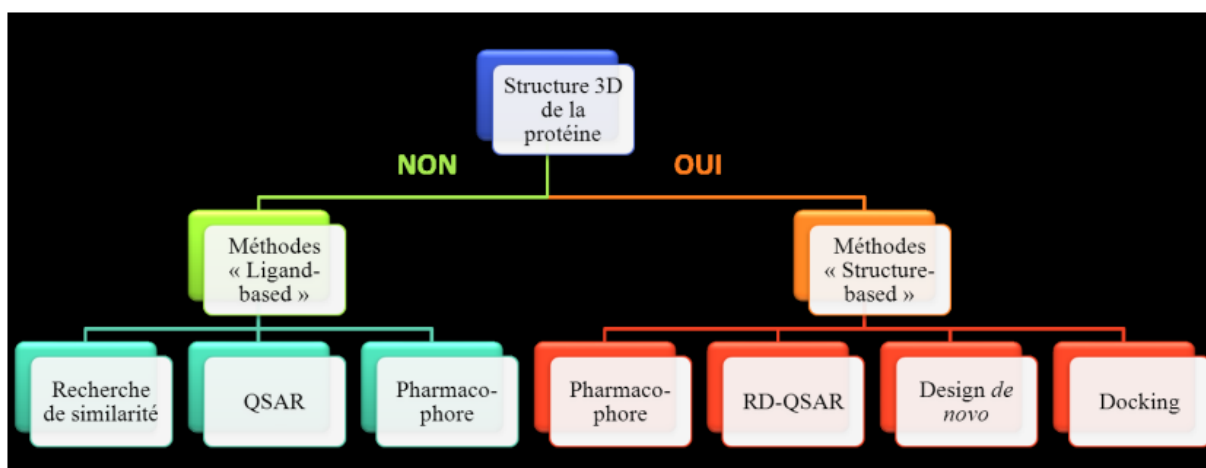 Structure 3D
de la
protéine
NON
OUI
Méthodes
« Ligand-
based »
Méthodes
« Structure-
based »
Recherche
de similarité
QSAR
Pharmaco-
phore
Pharmaco-
phore
RD-QSAR
Design de
novo
Docking